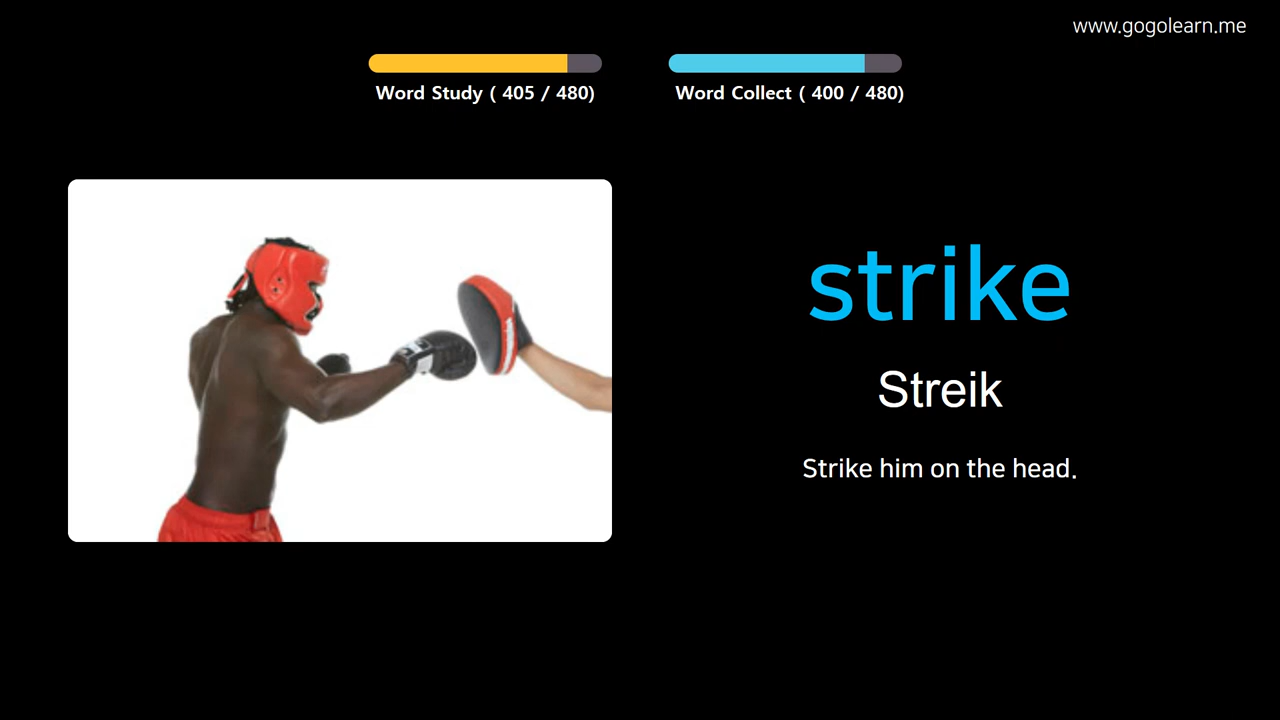 www.gogolearn.me
Word Study ( 405 / 480)
Word Collect ( 400 / 480)
strike
Streik
Strike him on the head.